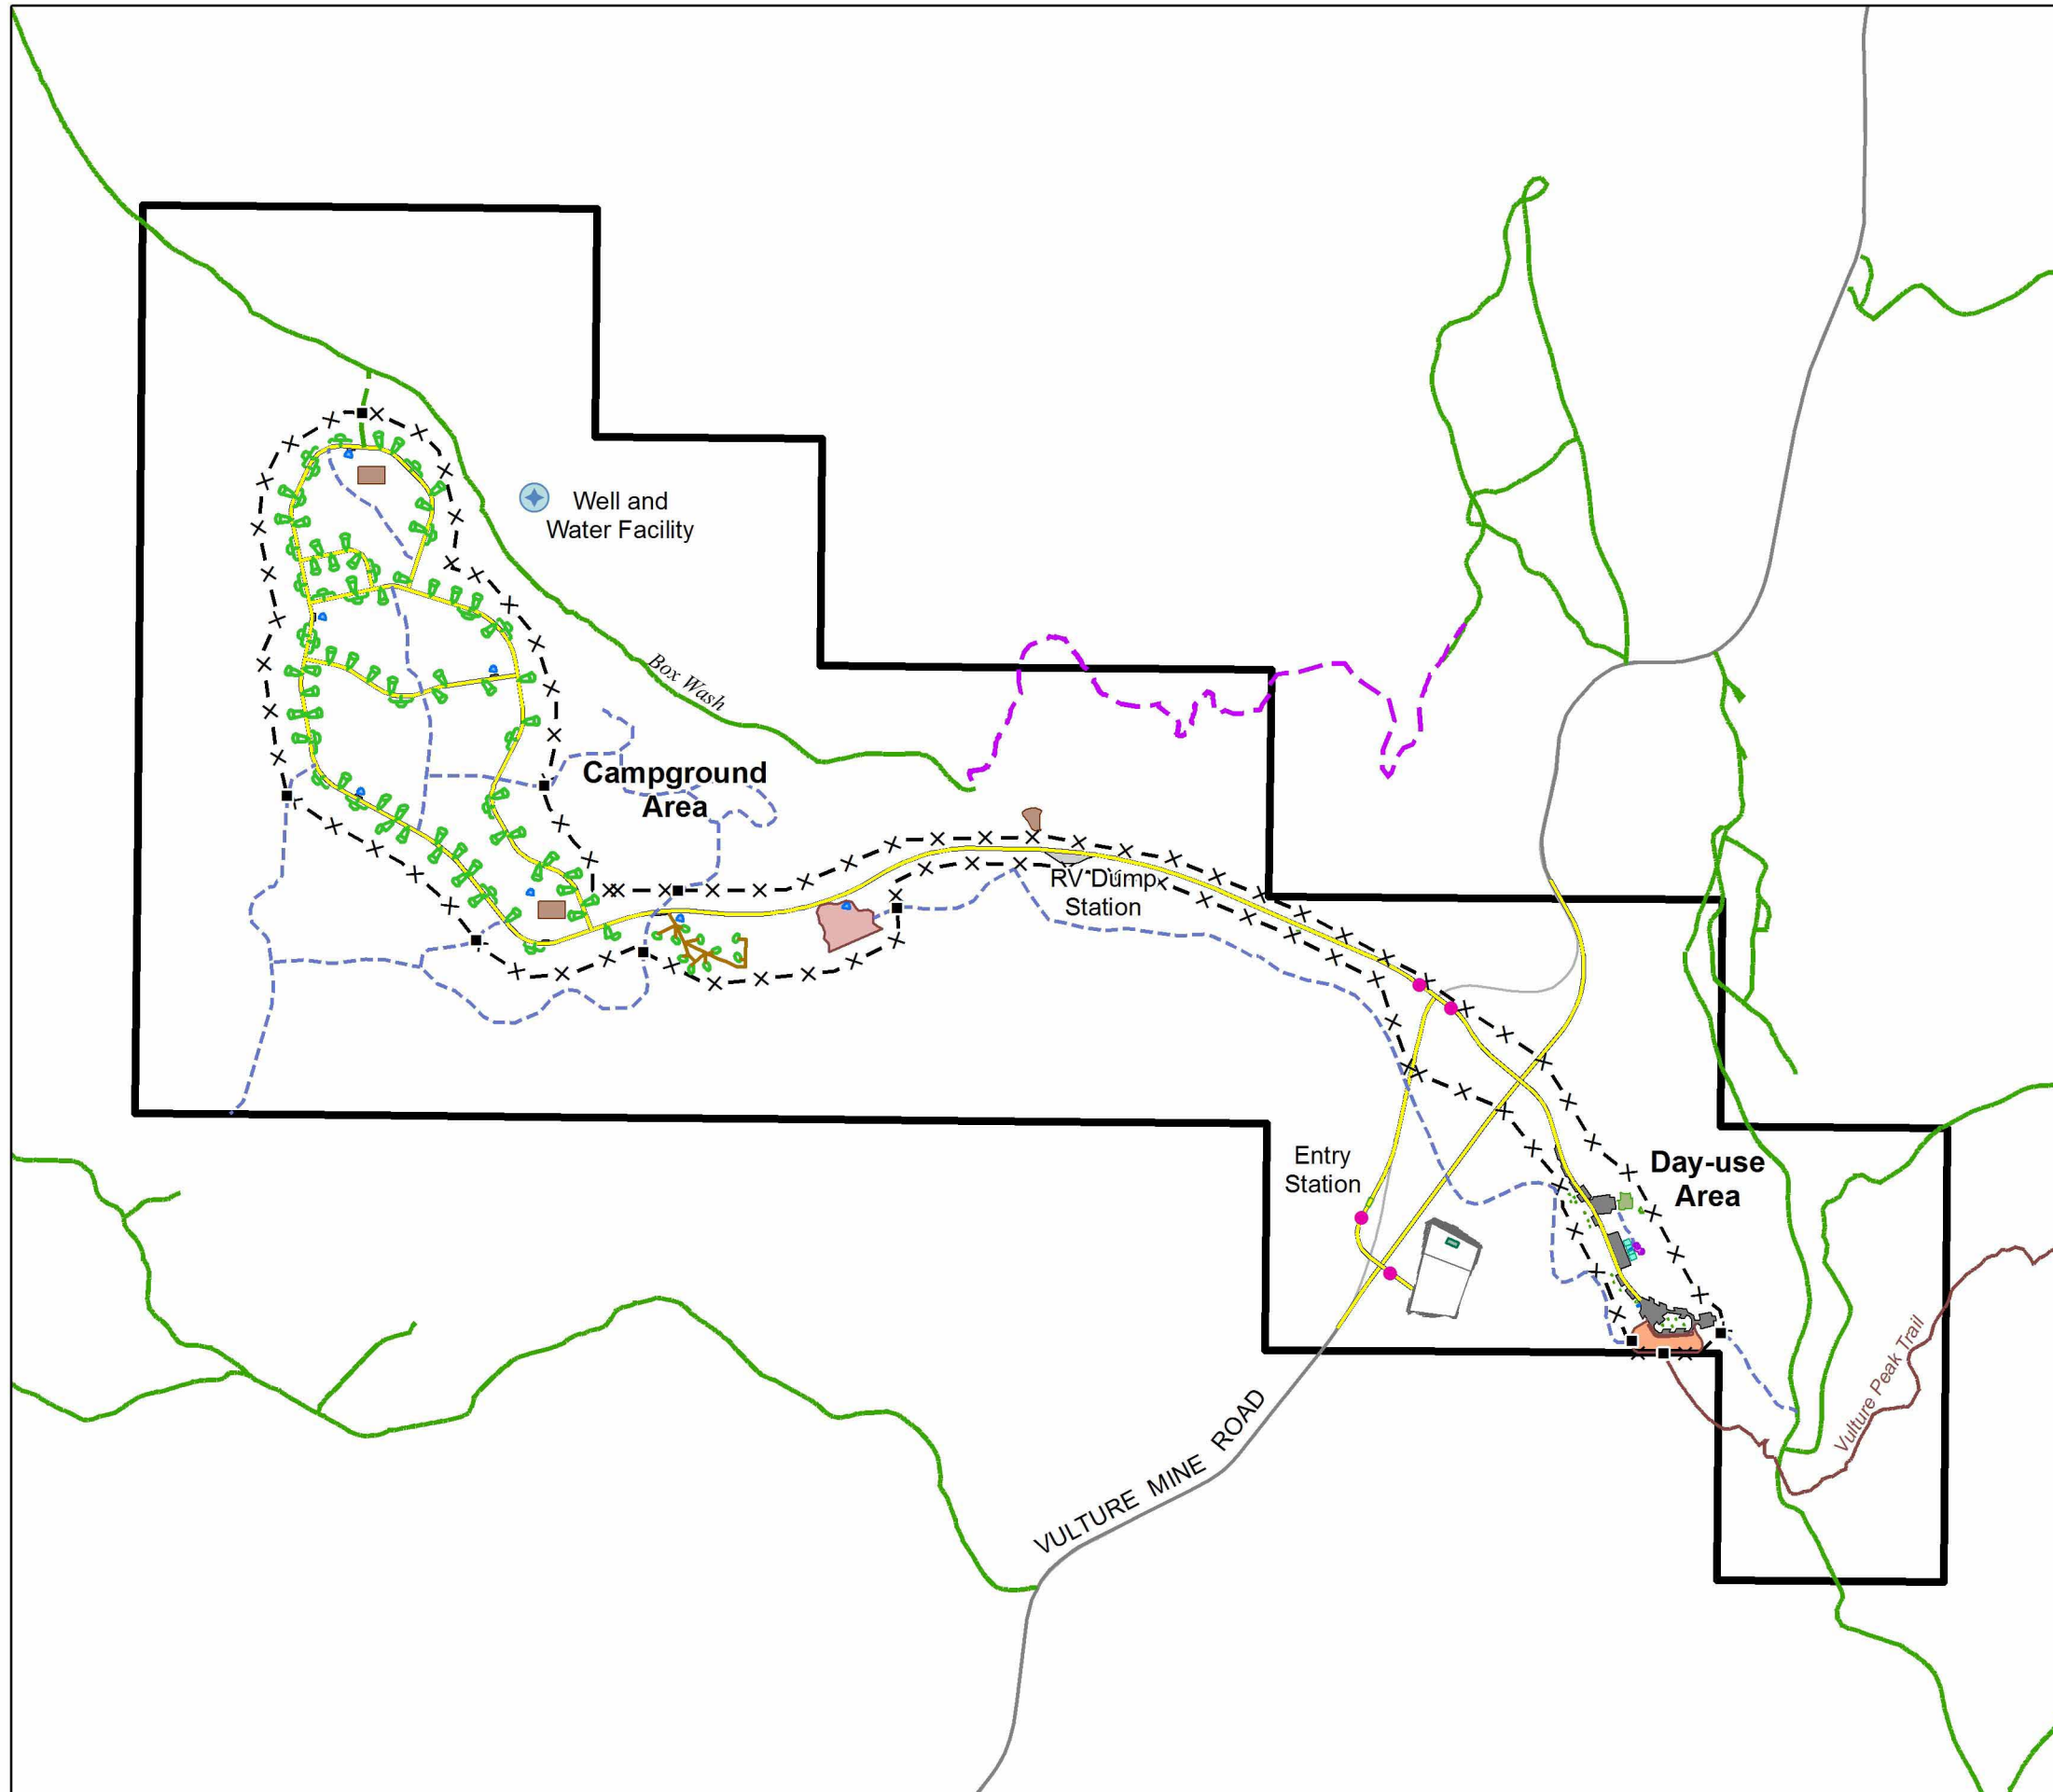 Well and
Water Facility
Box Wash
Campground
Area
RV Dump
Station
Entry
Station
Day-use
Area
Vulture Peak Trail
VULTURE MINE ROAD